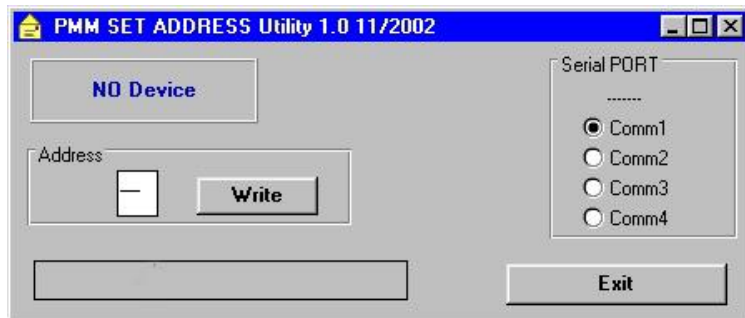 PMM SET ADDRESS Utility 1.0 11/2002
NO Device
Serial PORT
-------
Comm1
Comm2
Comm3
Comm4
Address
—
Write
Exit